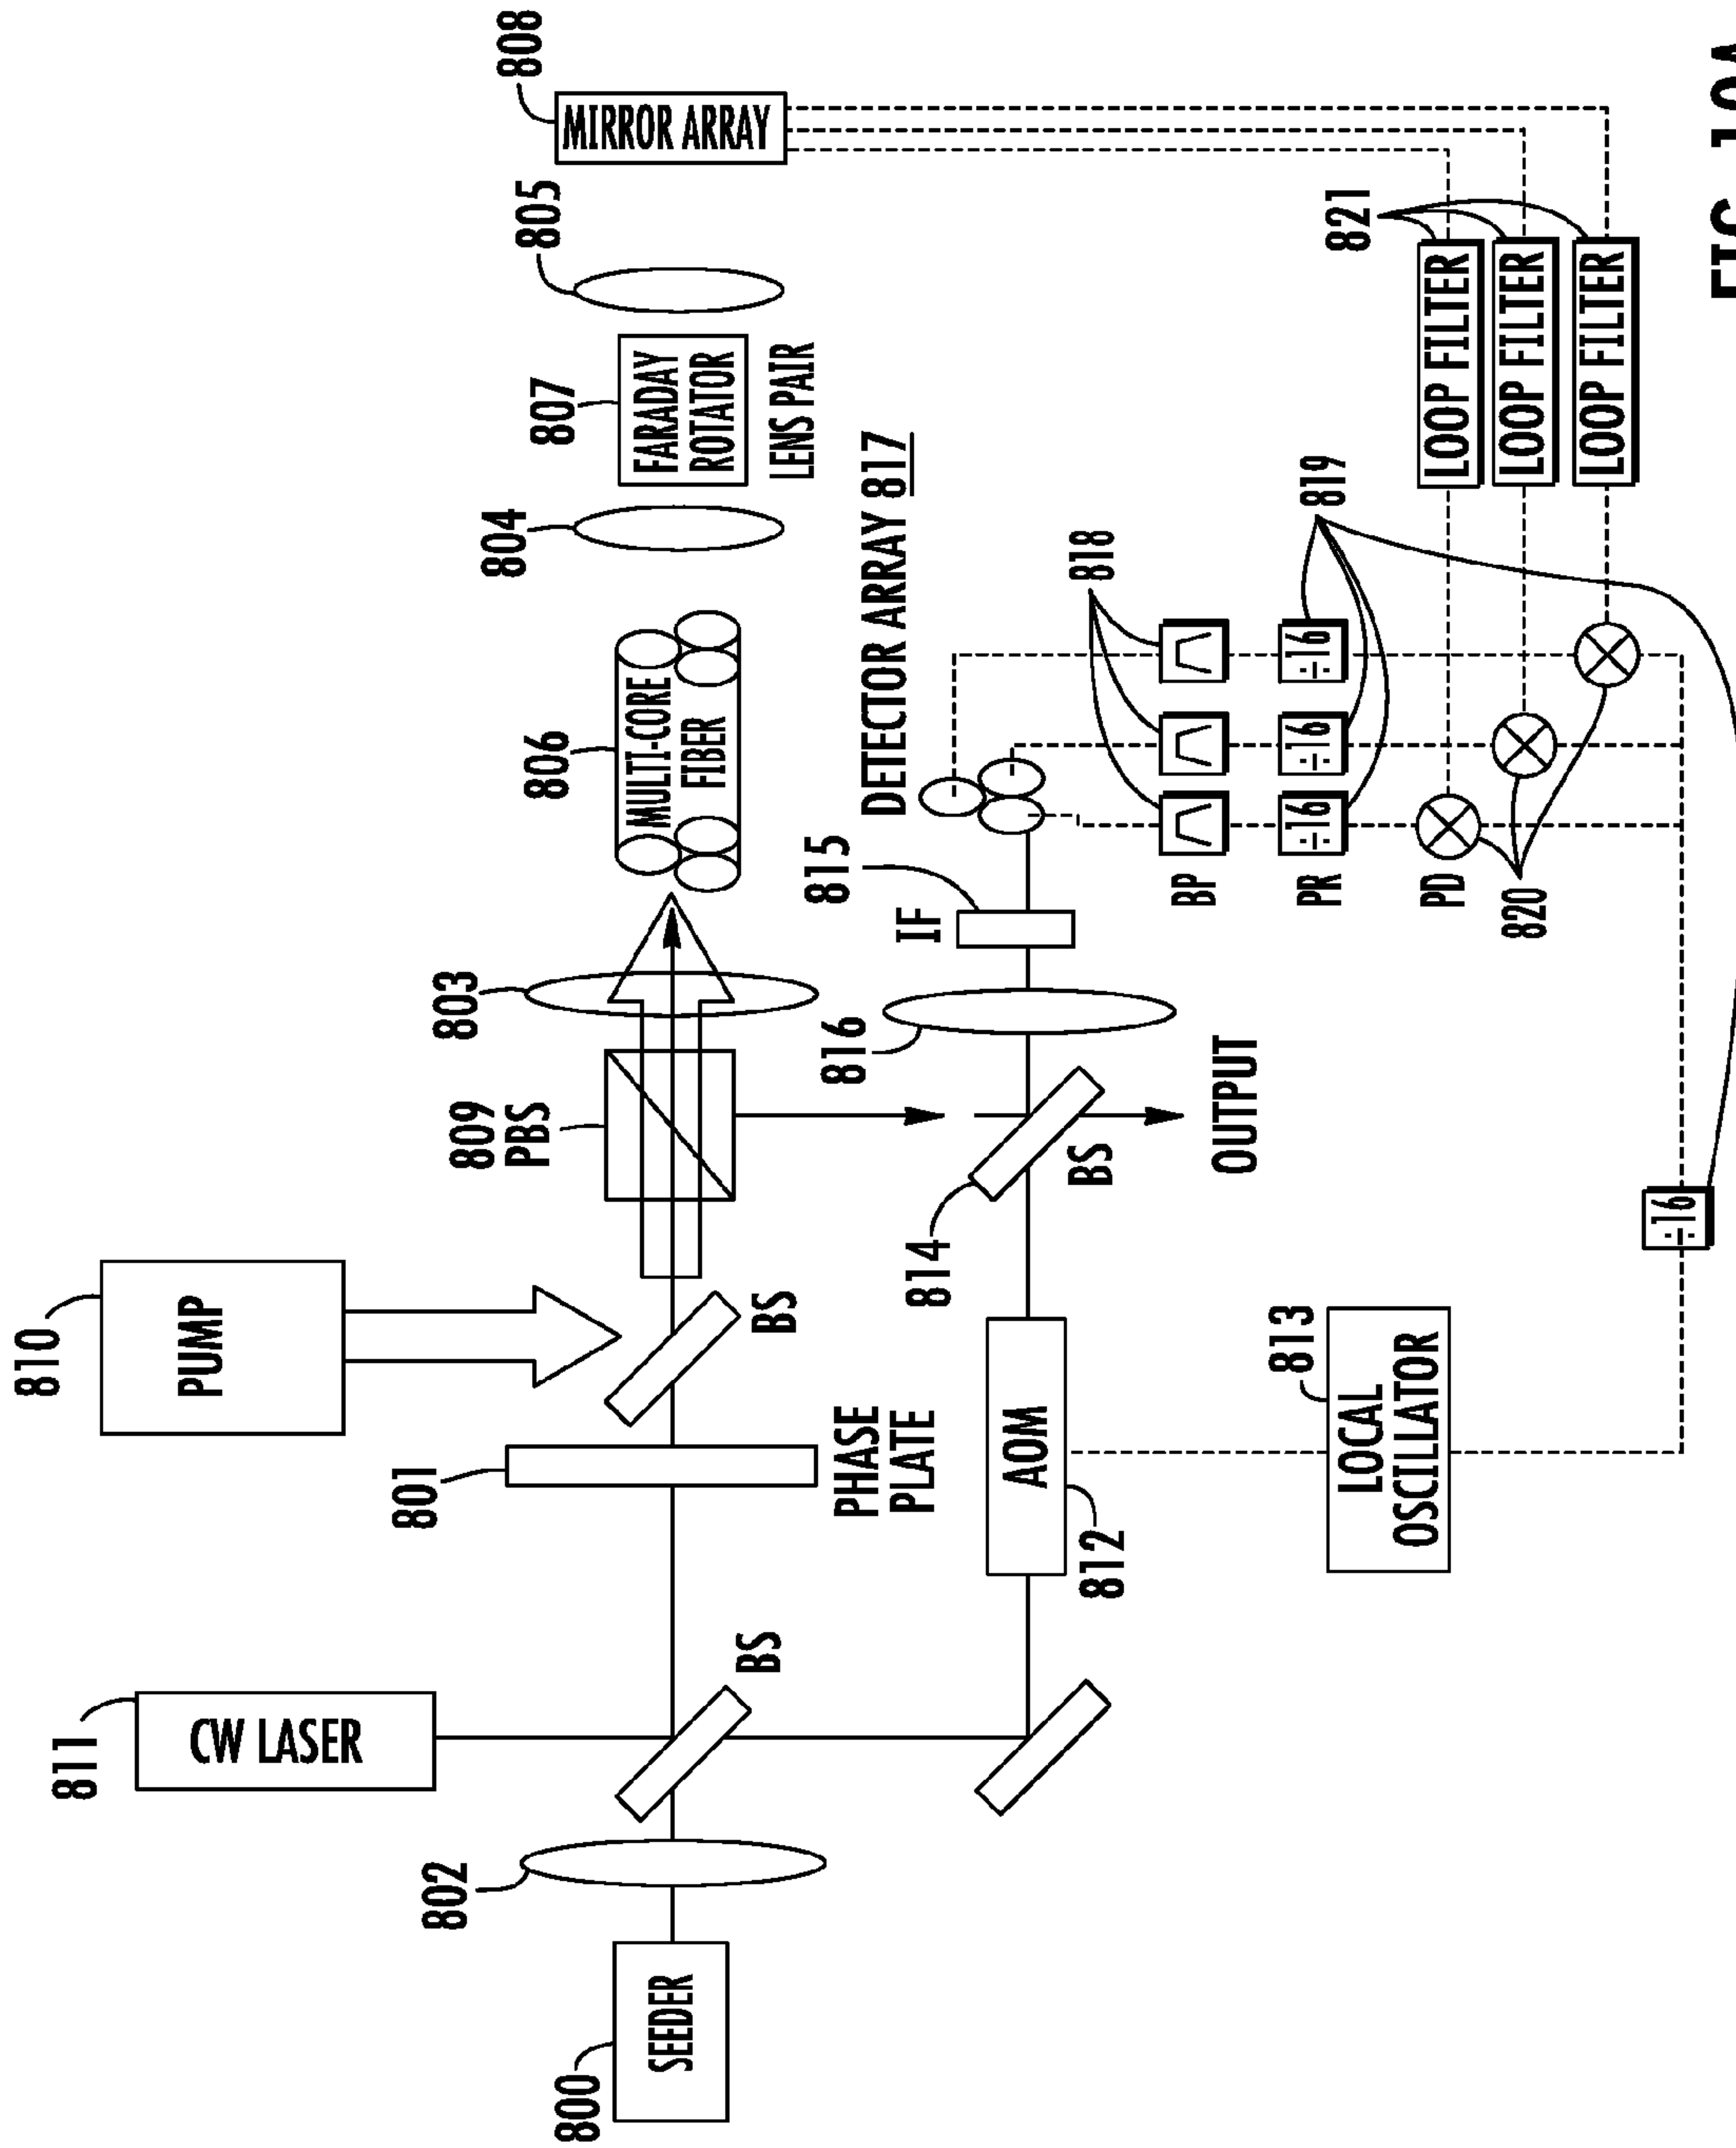 810
PUMP
811
CW LASER
801
PHASE
PLATE
BS
BS
802
800
SEEDER
809
PBS
803
806
MULTI-CORE
FIBER
804
807
FARADAY
ROTATOR
LENS PAIR
805
808
MIRROR ARRAY
DETECTOR ARRAY 817
815
IF
816
814
BS
OUTPUT
AOM
812
813
LOCAL
OSCILLATOR
818
BP
819
PR
÷16
÷16
÷16
PD
820
821
LOOP FILTER
LOOP FILTER
LOOP FILTER
÷16